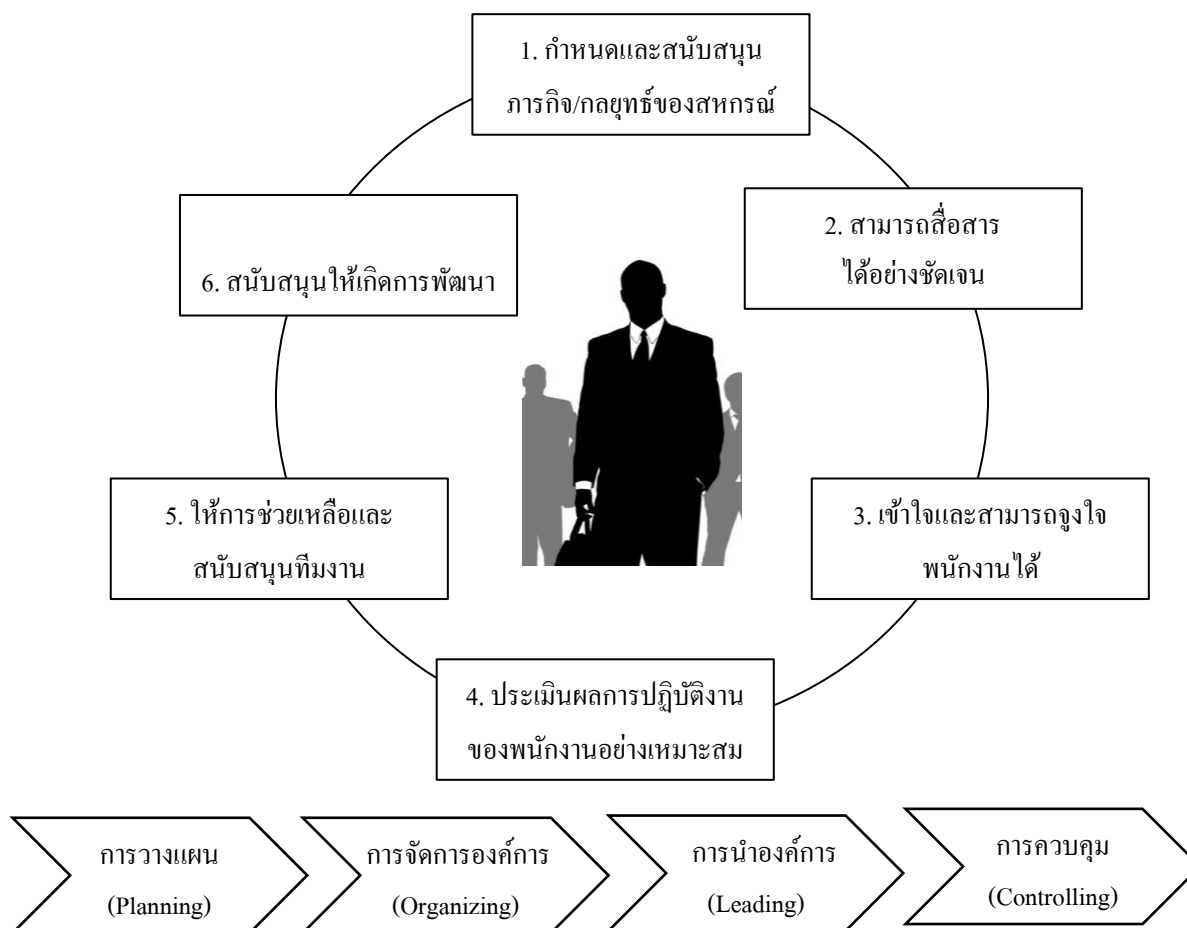 1. กำหนดและสนับสนุน
ภารกิจ/กลยุทธ์ของสหกรณ์
2. สามารถสื่อสาร
ได้อย่างชัดเจน
3. เข้าใจและสามารถจูงใจ
พนักงานได้
4. ประเมินผลการปฏิบัติงาน
ของพนักงานอย่างเหมาะสม
5. ให้การช่วยเหลือและ
สนับสนุนทีมงาน
6. สนับสนุนให้เกิดการพัฒนา
การวางแผน
(Planning)
การจัดการองค์การ
(Organizing)
การนำองค์การ
(Leading)
การควบคุม
(Controlling)